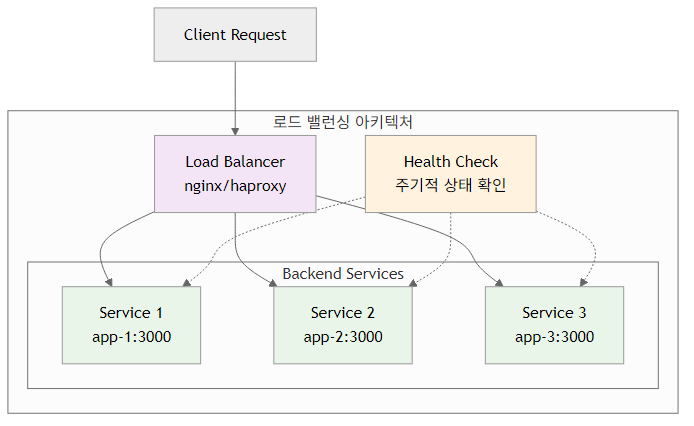 Client Request
로드 밸런싱 아키텍처
Load Balancer
nginx/haproxy
Health Check
주기적 상태 확인
Backend Services
Service 1
app-1:3000
Service 2
app-2:3000
Service 3
app-3:3000